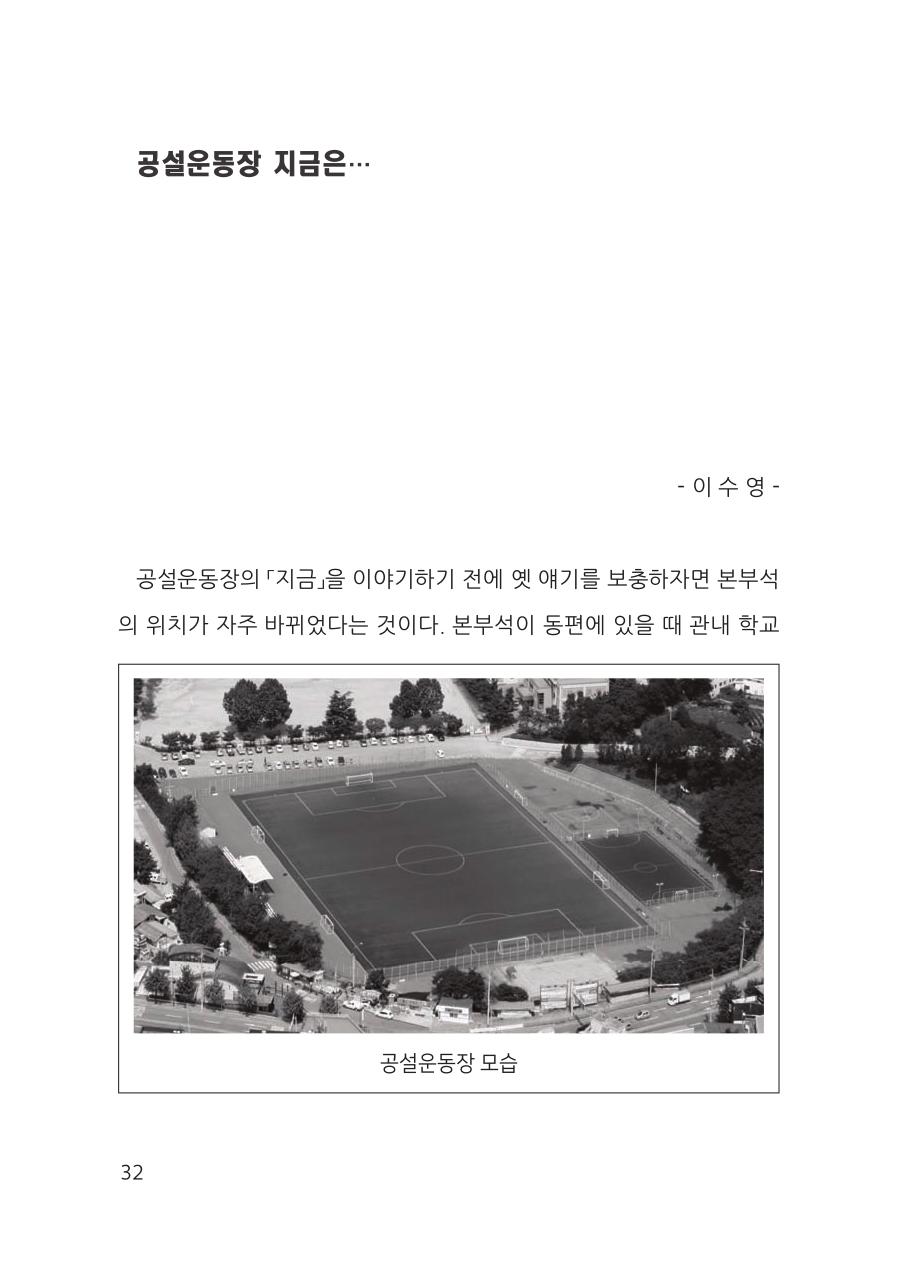 공설운동장 지금은…
- 이 수 영 -
공설운동장의 ｢지금｣을 이야기하기 전에 옛 얘기를 보충하자면 본부석
의 위치가 자주 바뀌었다는 것이다. 본부석이 동편에 있을 때 관내 학교
공설운동장 모습
32